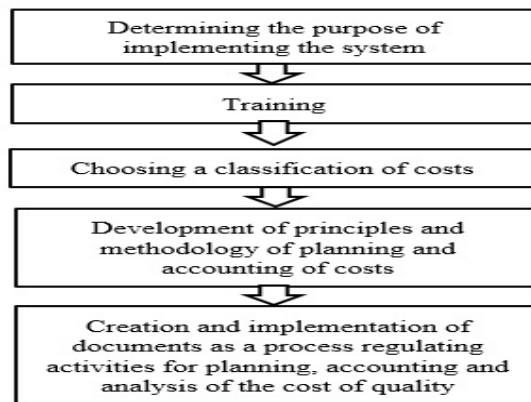 Determining the purpose of
implementing the system
Training
Choosing a classification of costs
Development of principles and
methodology of planning and
accounting of costs
Creation and implementation of
documents as a process regulating
activities for planning, accounting and
analysis of the cost of quality